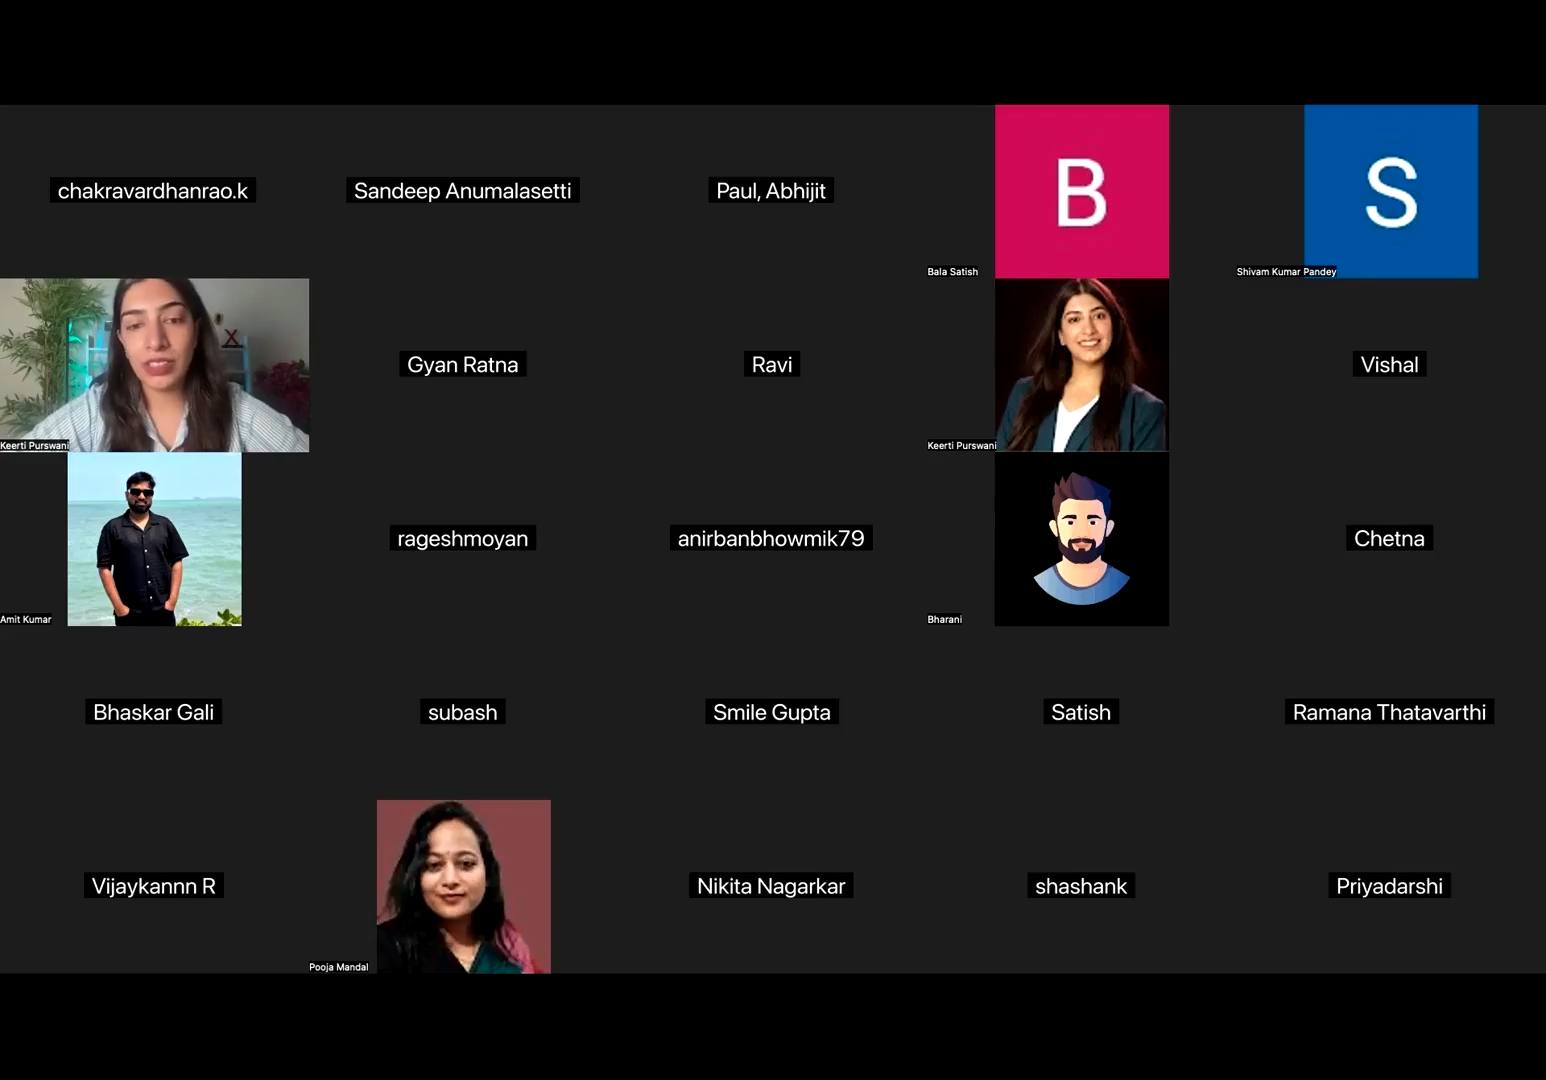 chakravardhanrao.k
Sandeep Anumalasetti
Paul, Abhijit
B
Bala Satish
S
Shivam Kumar Pandey
Keerti Purswani
Gyan Ratna
Ravi
Keerti Purswani
Vishal
Amit Kumar
rageshmoyan
anirbanbhowmik79
Bharani
Chetna
Bhaskar Gali
subash
Smile Gupta
Satish
Ramana Thatavarthi
Vijaykannn R
Pooja Mandal
Nikita Nagarkar
shashank
Priyadarshi